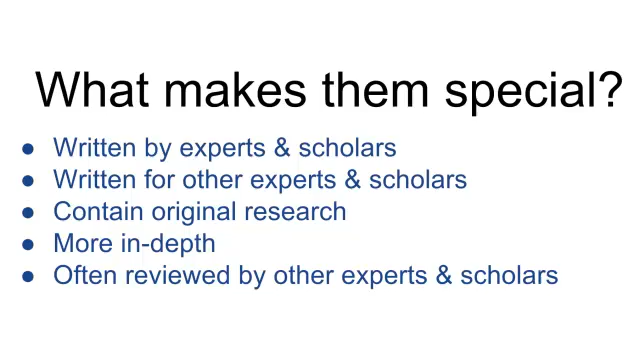 What makes them special?
● Written by experts & scholars
● Written for other experts & scholars
● Contain original research
● More in-depth
● Often reviewed by other experts & scholars